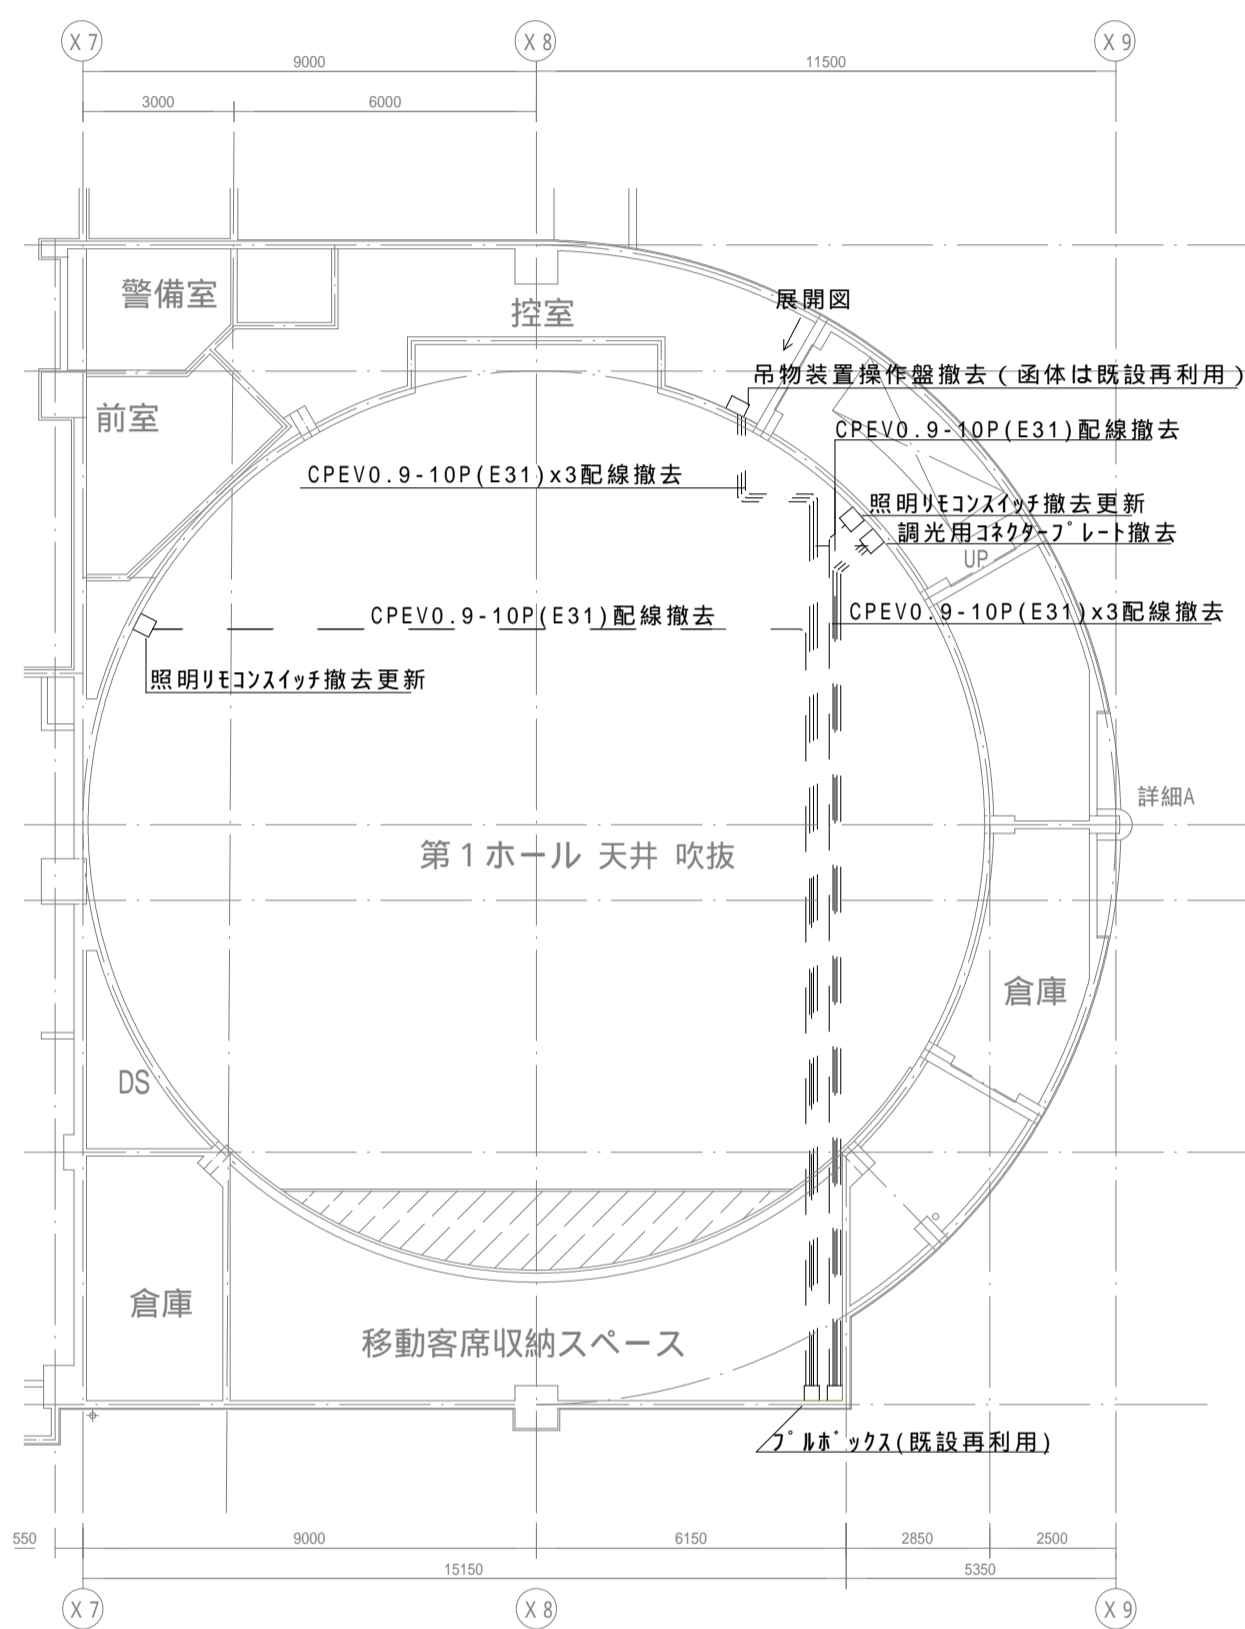 X 7
X 8
X 9
9000
11500
3000
6000
警備室
控室
展開図
吊物装置操作盤撤去(函体は既設再利用)
前室
CPEV0.9-10P(E31)配線撤去
CPEV0.9-10P(E31)x3配線撤去
照明ﾘﾓｺﾝｽｲｯﾁ撤去更新
調光用ｺﾈｸﾀｰﾌﾟﾚｰﾄ撤去
UP
CPEV0.9-10P(E31)配線撤去
CPEV0.9-10P(E31)x3配線撤去
照明ﾘﾓｺﾝｽｲｯﾁ撤去更新
詳細A
第1ホール 天井 吹抜
倉庫
DS
倉庫
移動客席収納スペース
ﾌﾟﾙﾎﾞｯｸｽ(既設再利用)
550
9000
6150
2850
2500
15150
5350
X 7
X 8
X 9